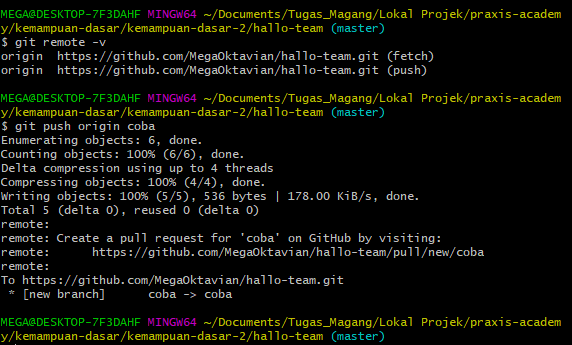 MEGA@DESKTOP-7F3DAHF MINGW64 ~/Documents/Tugas_Magang/Lokal Projek/praxis-academ
y/kemampuan-dasar/kemampuan-dasar-2/hallo-team (master)
$ git remote -v
origin  https://github.com/MegaOktavian/hallo-team.git (fetch)
origin  https://github.com/MegaOktavian/hallo-team.git (push)
MEGA@DESKTOP-7F3DAHF MINGW64 ~/Documents/Tugas_Magang/Lokal Projek/praxis-academ
y/kemampuan-dasar/kemampuan-dasar-2/hallo-team (master)
$ git push origin coba
Enumerating objects: 6, done.
Counting objects: 100% (6/6), done.
Delta compression using up to 4 threads
Compressing objects: 100% (4/4), done.
Writing objects: 100% (5/5), 536 bytes | 178.00 KiB/s, done.
Total 5 (delta 0), reused 0 (delta 0)
remote:
remote: Create a pull request for 'coba' on GitHub by visiting:
remote:      https://github.com/MegaOktavian/hallo-team/pull/new/coba
remote:
To https://github.com/MegaOktavian/hallo-team.git
 * [new branch]      coba -> coba
MEGA@DESKTOP-7F3DAHF MINGW64 ~/Documents/Tugas_Magang/Lokal Projek/praxis-academ
y/kemampuan-dasar/kemampuan-dasar-2/hallo-team (master)